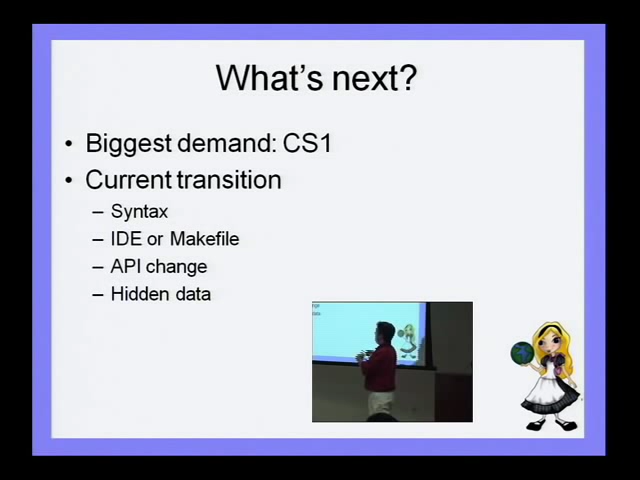 What's next?
• Biggest demand: CS1
• Current transition
– Syntax
– IDE or Makefile
– API change
– Hidden data